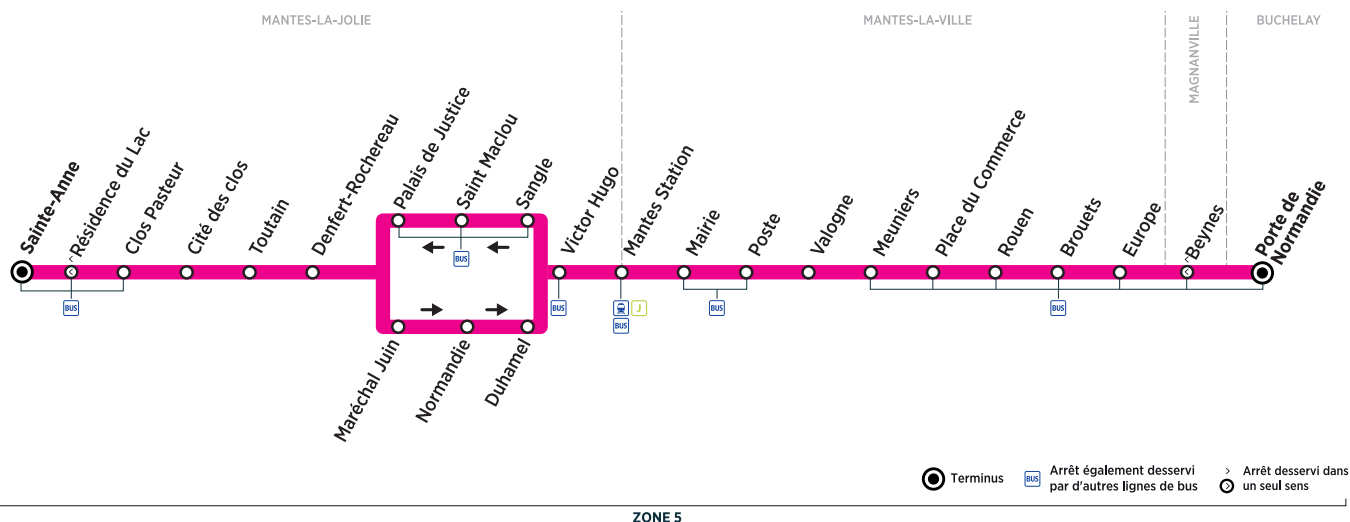 MANTES-LA-JOLIE
MANTES-LA-VILLE
MAGNANVILLE
BUCHELAY
Sainte-Anne
Résidence du Lac
Clos Pasteur
Cité des clos
Toutain
Denfert-Rochereau
Palais de Justice
Saint Maclou
Sangle
Victor Hugo
Mantes Station
Mairie
Poste
Valogne
Meuniers
Place du Commerce
Rouen
Brouets
Europe
Beynes
Porte de
Normandie
BUS
BUS
BUS
J
BUS
BUS
BUS
Maréchal Juin
Normandie
Duhamel
Terminus
BUS
Arrêt également desservi
par d'autres lignes de bus
Arrêt desservi dans
un seul sens
ZONE 5